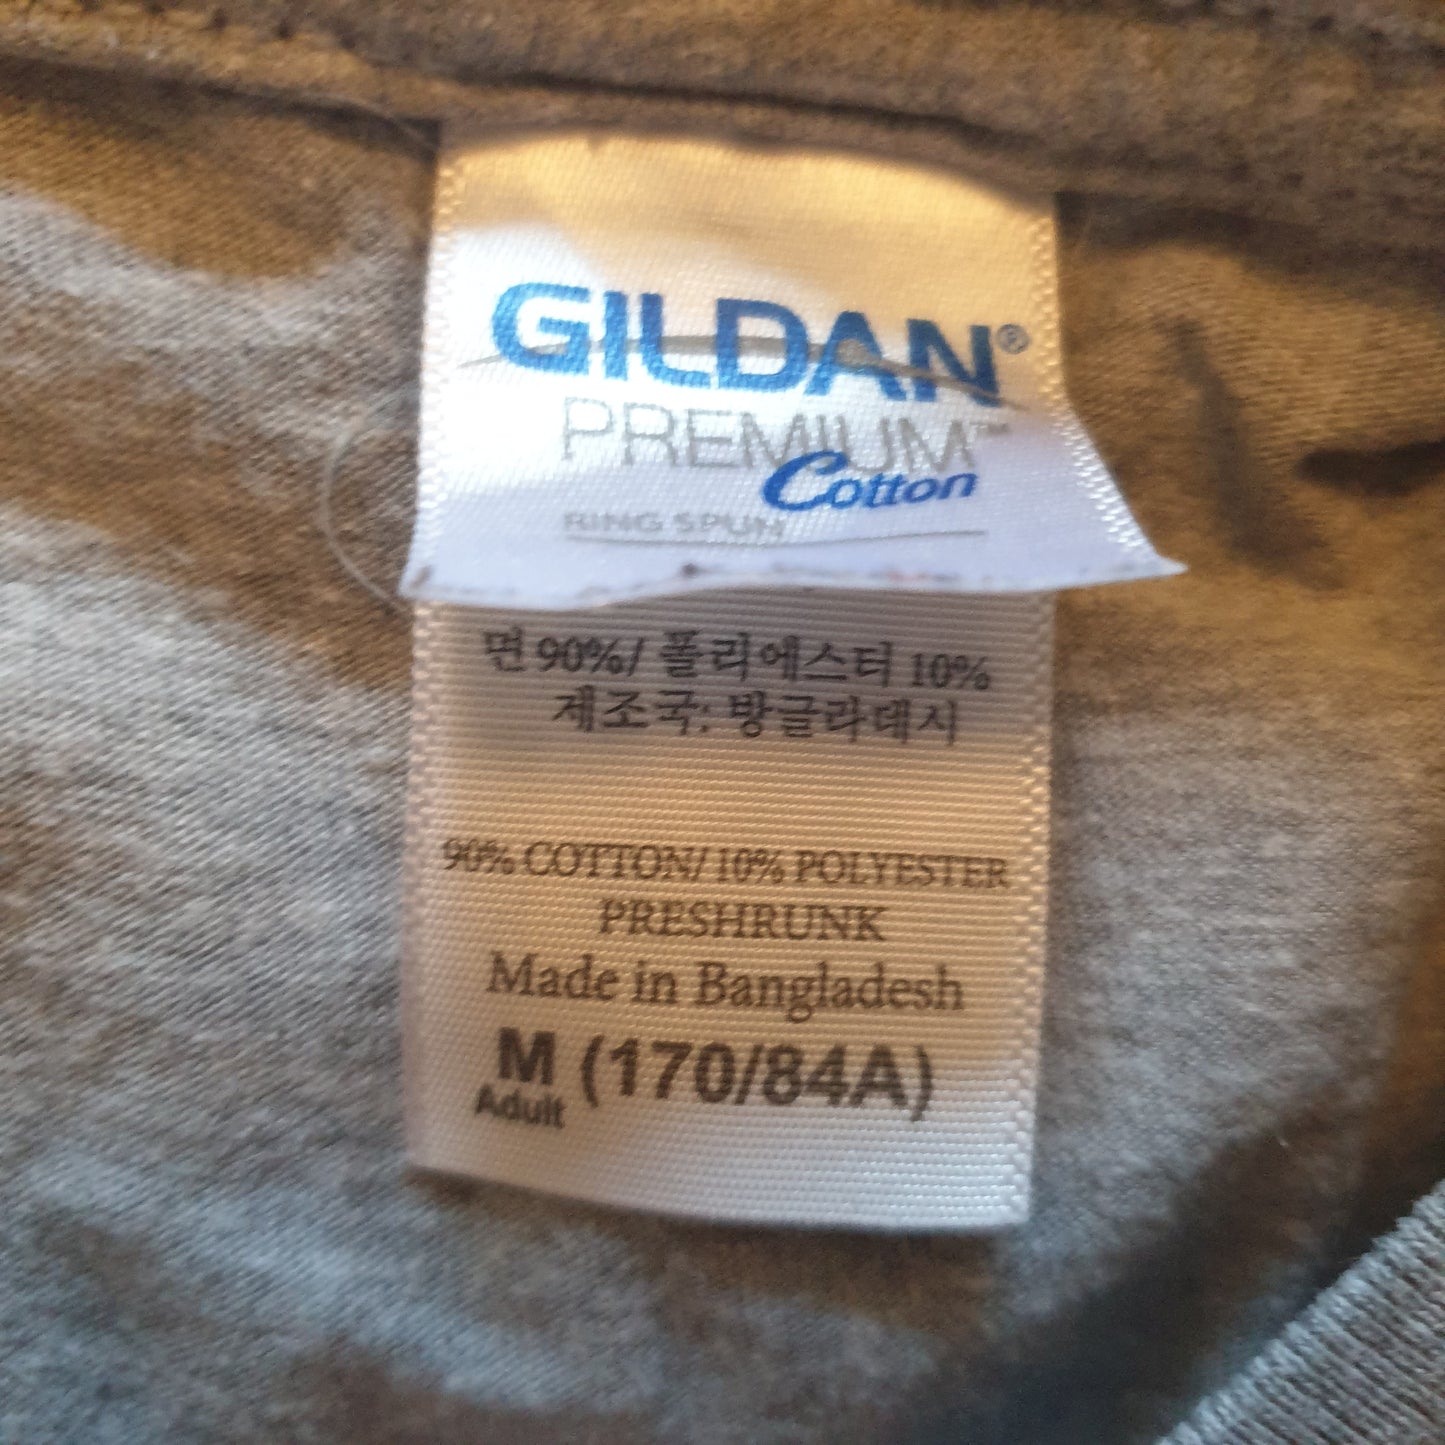 GILDAN®
PREMIUM™
Cotton
RING SPUN
면 90%/ 폴리에스터 10%
제조국: 방글라데시
90% COTTON/ 10% POLYESTER
PRESHRUNK
Made in Bangladesh
M (170/84A)
Adult